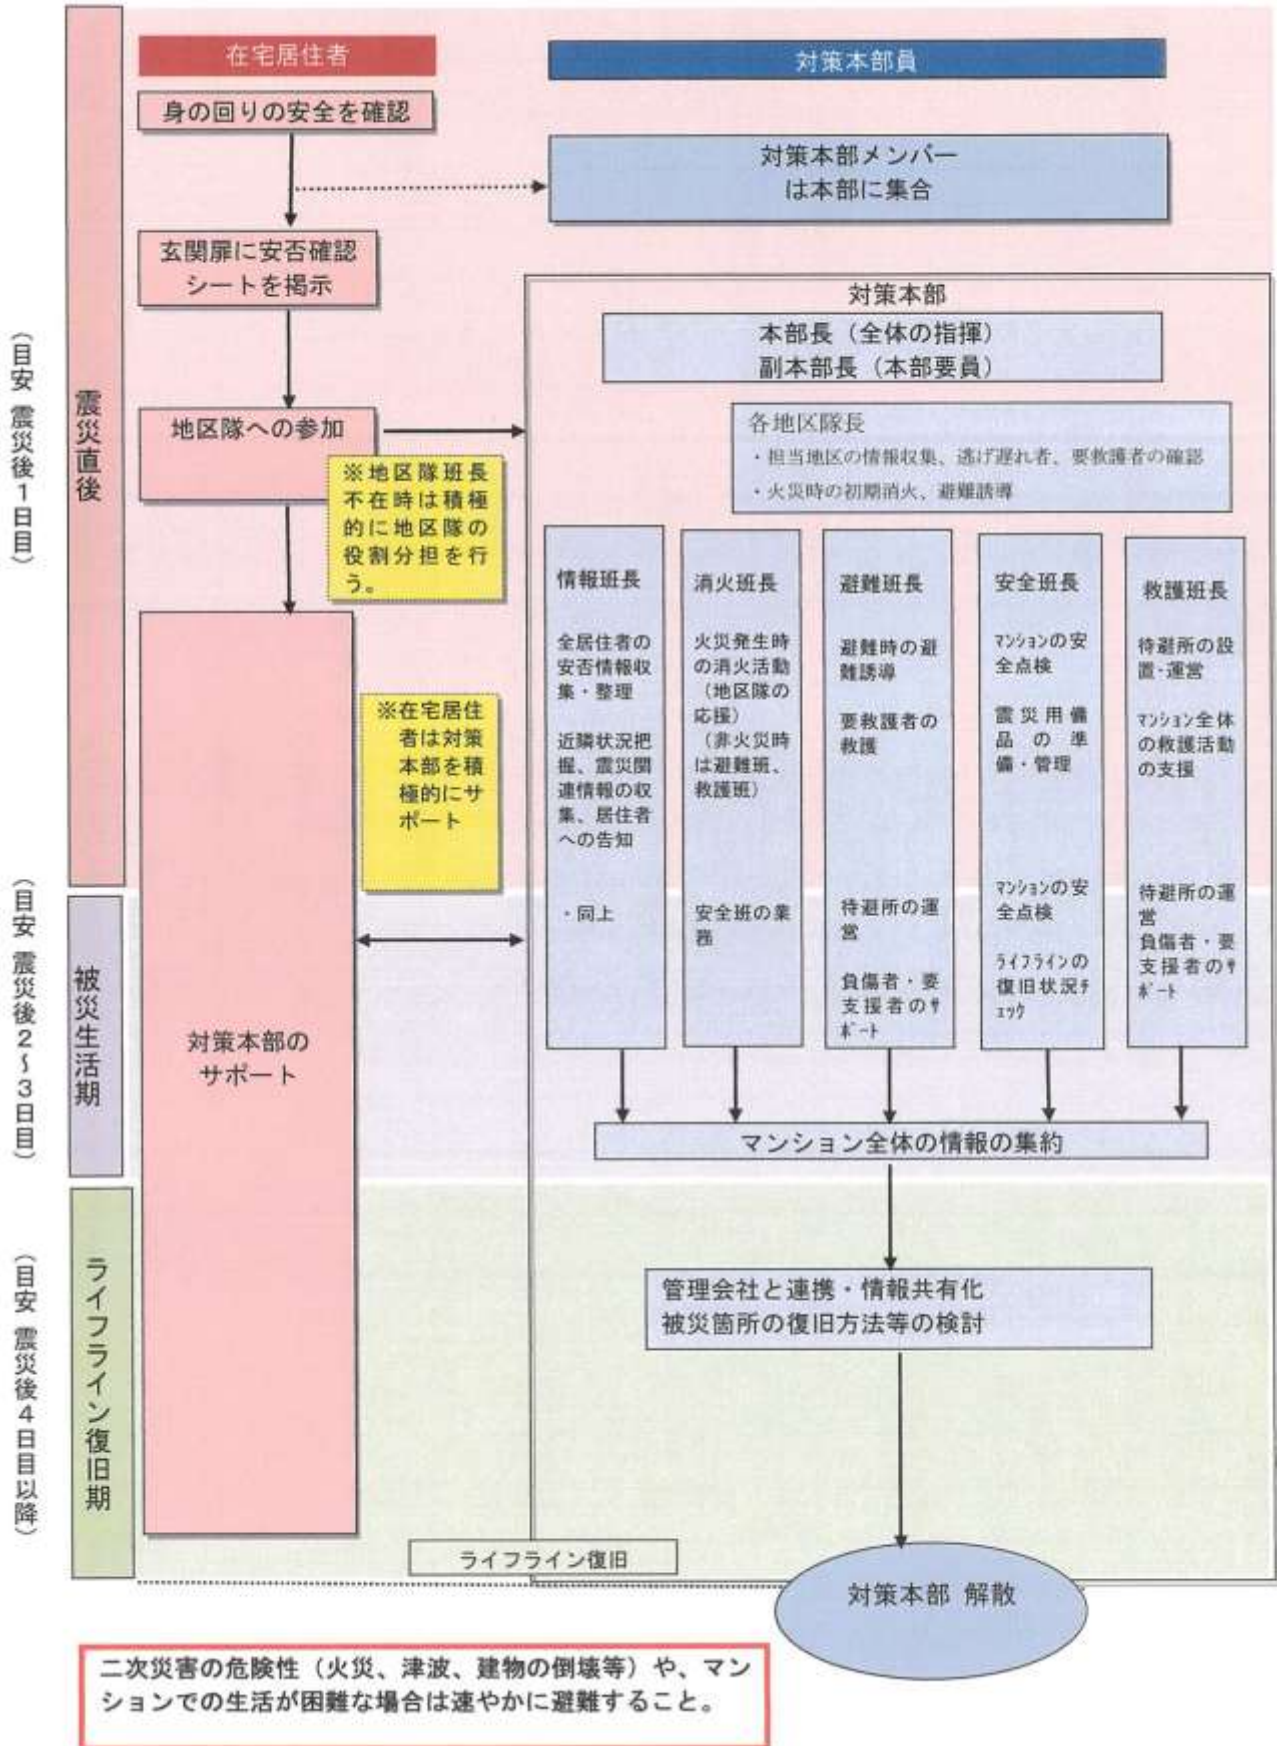 在宅居住者
対策本部員
身の回りの安全を確認
対策本部メンバー
は本部に集合
玄関扉に安否確認
シートを掲示
対策本部
本部長（全体の指揮）
副本部長（本部要員）
地区隊への参加
※地区隊班長
不在時は積極
的に地区隊の
役割分担を行
う。
各地区隊長
・担当地区の情報収集、逃げ遅れ者、要救護者の確認
・火災時の初期消火、避難誘導
震災直後
（目安 震災後１日目）
情報班長
全居住者の
安否情報収
集・整理
近隣状況把
握、震災関
連情報の収
集、居住者
への告知
・同上
消火班長
火災発生時
の消火活動
（地区隊の
応援）
（非火災時
は避難班、
救護班）
安全班の業
務
避難班長
避難時の避
難誘導
要救護者の
救護
待避所の運
営
負傷者・要
支援者のサ
ポート
安全班長
マンションの安
全点検
震災用備
品の準
備・管理
マンションの安
全点検
ライフラインの
復旧状況チ
ェック
救護班長
待避所の設
置・運営
マンション全体
の救護活動
の支援
待避所の運
営
負傷者・要
支援者のサ
ポート
※在宅居住
者は対策
本部を積
極的にサ
ポート
被災生活期
（目安 震災後２～３日目）
対策本部の
サポート
マンション全体の情報の集約
ライフライン復旧期
（目安 震災後４日目以降）
管理会社と連携・情報共有化
被災箇所の復旧方法等の検討
ライフライン復旧
対策本部 解散
二次災害の危険性（火災、津波、建物の倒壊等）や、マン
ションでの生活が困難な場合は速やかに避難すること。